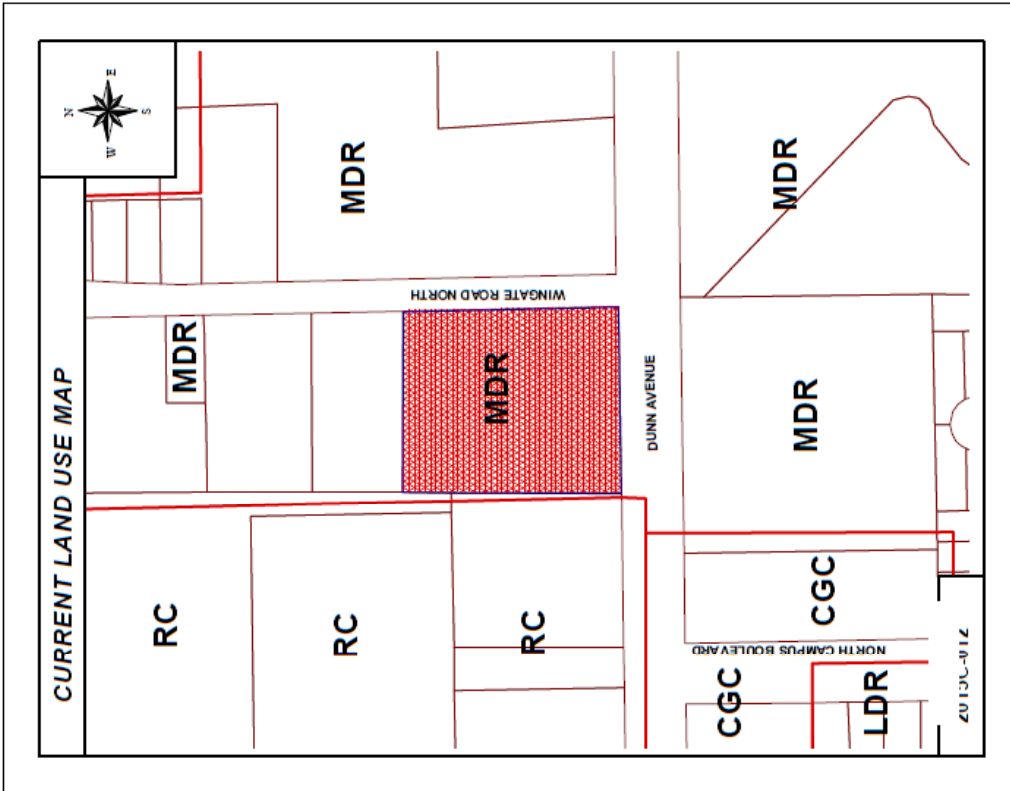 CURRENT LAND USE MAP
N
E
S
W
MDR
MDR
MDR
WINGATE ROAD NORTH
MDR
DUNN AVENUE
MDR
RC
RC
RC
CGC
NORTH CAMPUS BOULEVARD
CGC
LDR